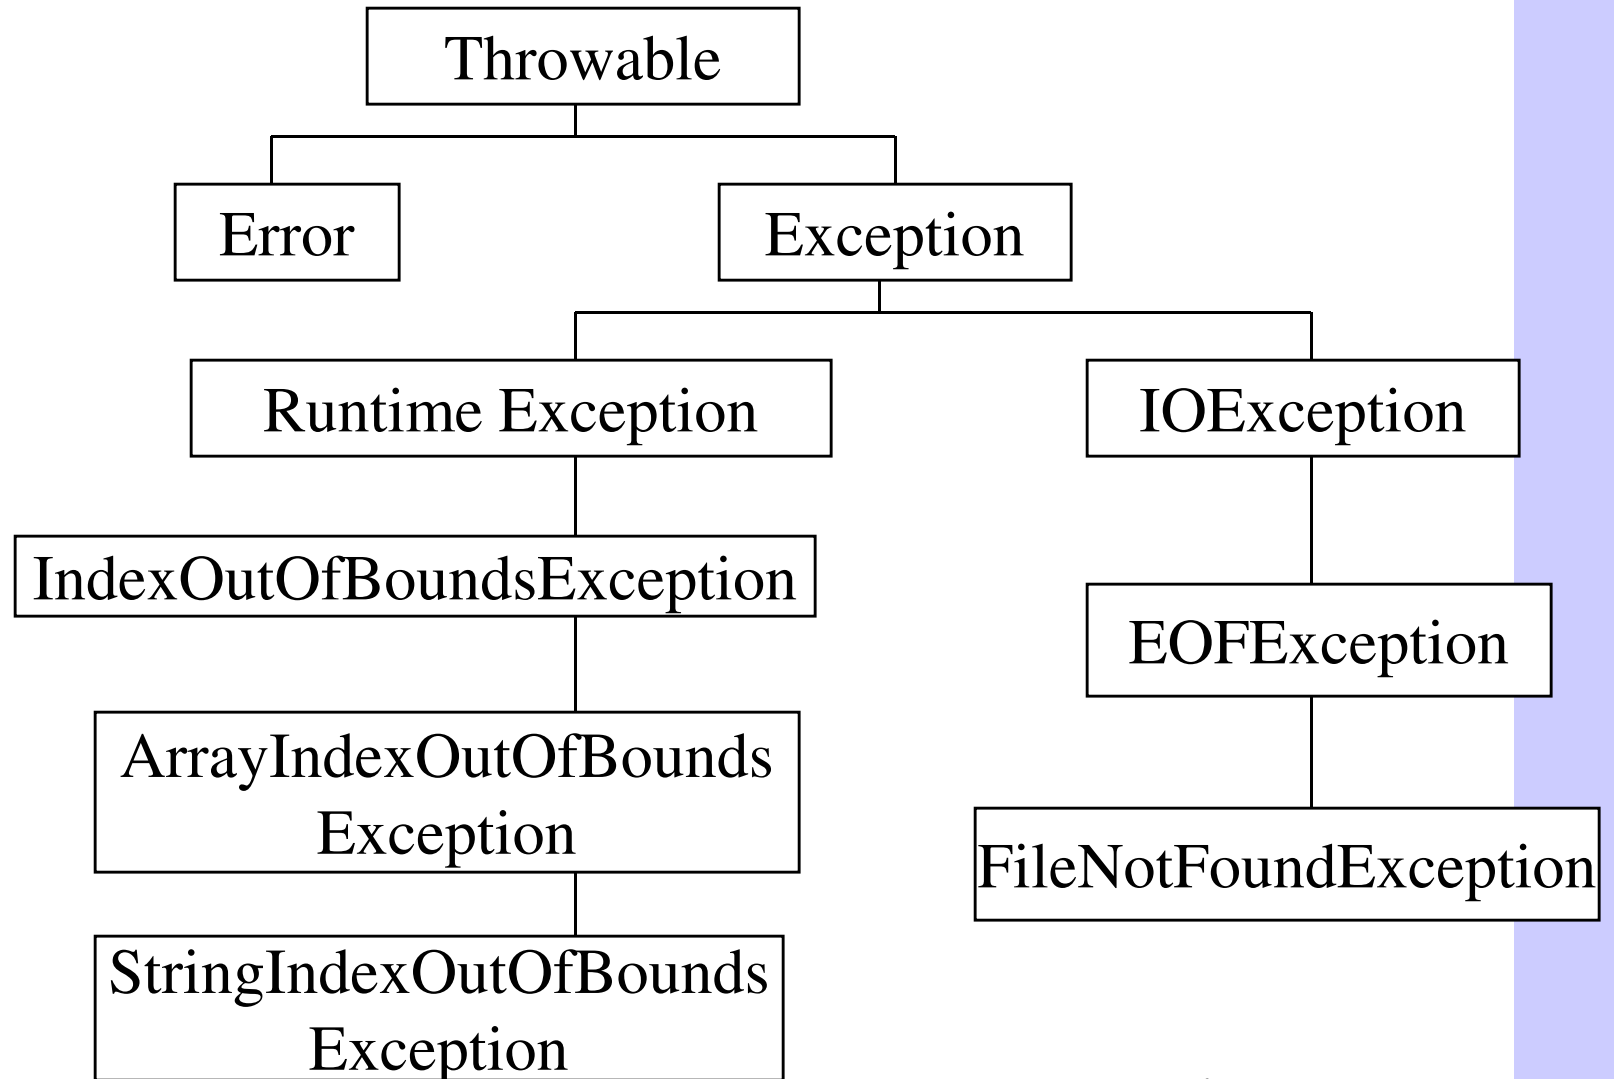 Throwable
Error
Exception
Runtime Exception
IOException
IndexOutOfBoundsException
EOFException
ArrayIndexOutOfBounds
Exception
FileNotFoundException
StringIndexOutOfBounds
Exception